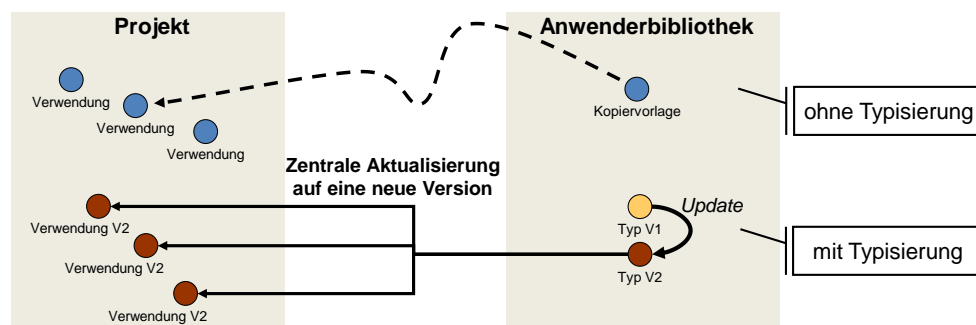 Projekt
Anwenderbibliothek
Verwendung
Verwendung
Verwendung
Kopiervorlage
ohne Typisierung
Zentrale Aktualisierung
auf eine neue Version
Verwendung V2
Verwendung V2
Verwendung V2
Typ V1
Update
Typ V2
mit Typisierung